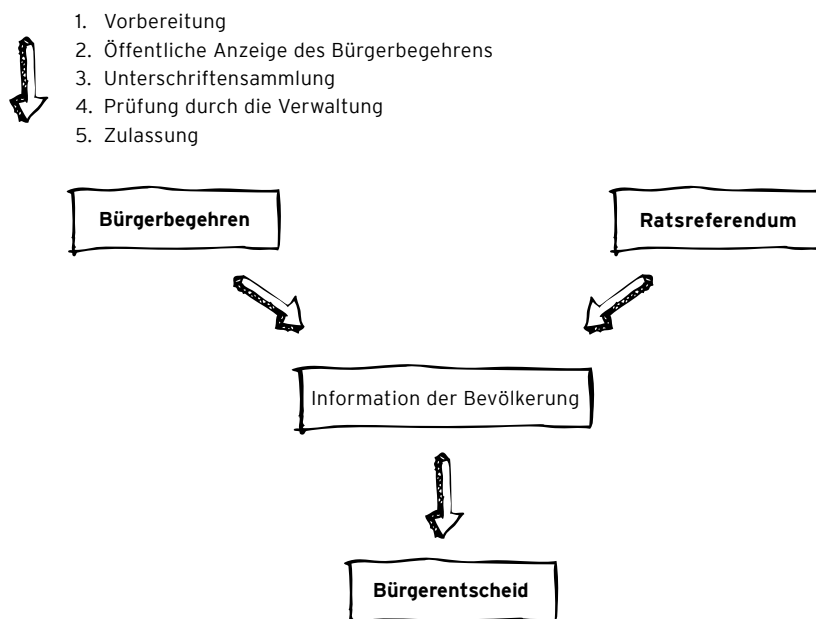 1. Vorbereitung
2. Öffentliche Anzeige des Bürgerbegehrens
3. Unterschriftensammlung
4. Prüfung durch die Verwaltung
5. Zulassung
Bürgerbegehren
Ratsreferendum
Information der Bevölkerung
Bürgerentscheid